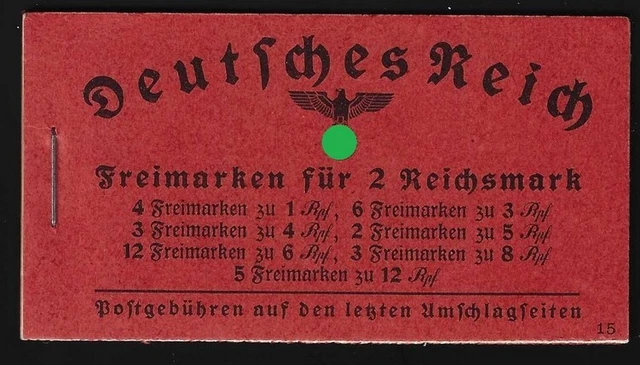 Deutsches Reich
Freimarken für 2 Reichsmark
4 Freimarken zu 1 Rpf, 6 Freimarken zu 3 Rpf
3 Freimarken zu 4 Rpf, 2 Freimarken zu 5 Rpf
12 Freimarken zu 6 Rpf, 3 Freimarken zu 8 Rpf
5 Freimarken zu 12 Rpf
Postgebühren auf den letzten Umschlagseiten
15